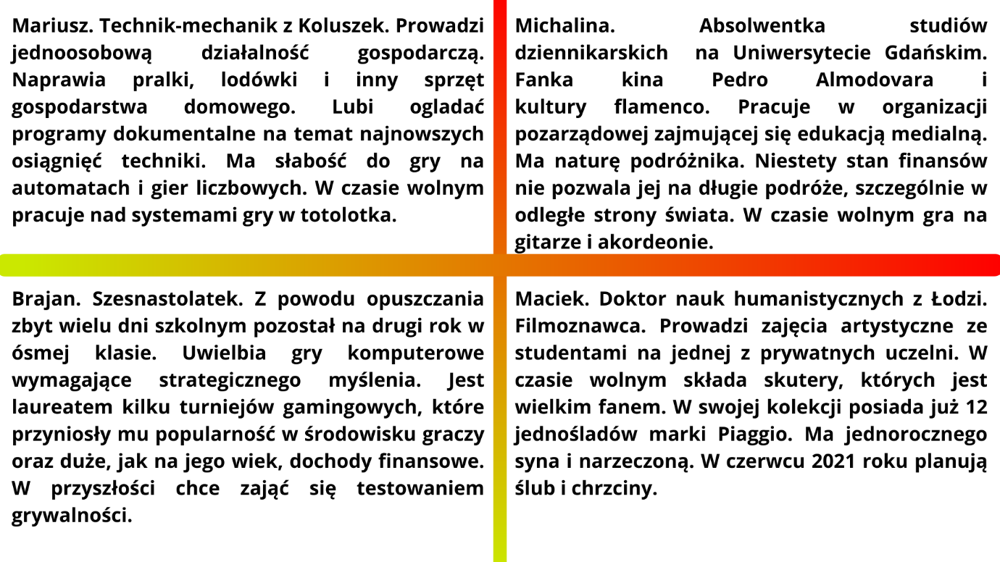 Mariusz. Technik-mechanik z Koluszek. Prowadzi
jednoosobową działalność gospodarczą.
Naprawia pralki, lodówki i inny sprzęt
gospodarstwa domowego. Lubi ogladać
programy dokumentalne na temat najnowszych
osiągnięć techniki. Ma słabość do gry na
automatach i gier liczbowych. W czasie wolnym
pracuje nad systemami gry w totolotka.
Michalina. Absolwentka studiów
dziennikarskich na Uniwersytecie Gdańskim.
Fanka kina Pedro Almodovara i
kultury flamenco. Pracuje w organizacji
pozarządowej zajmującej się edukacją medialną.
Ma naturę podróżnika. Niestety stan finansów
nie pozwala jej na długie podróże, szczególnie w
odległe strony świata. W czasie wolnym gra na
gitarze i akordeonie.
Brajan. Szesnastolatek. Z powodu opuszczania
zbyt wielu dni szkolnym pozostał na drugi rok w
ósmej klasie. Uwielbia gry komputerowe
wymagające strategicznego myślenia. Jest
laureatem kilku turniejów gamingowych, które
przyniosły mu popularność w środowisku graczy
oraz duże, jak na jego wiek, dochody finansowe.
W przyszłości chce zająć się testowaniem
grywalności.
Maciek. Doktor nauk humanistycznych z Łodzi.
Filmoznawca. Prowadzi zajęcia artystyczne ze
studentami na jednej z prywatnych uczelni. W
czasie wolnym składa skutery, których jest
wielkim fanem. W swojej kolekcji posiada już 12
jednośladów marki Piaggio. Ma jednorocznego
syna i narzeczoną. W czerwcu 2021 roku planują
ślub i chrzciny.